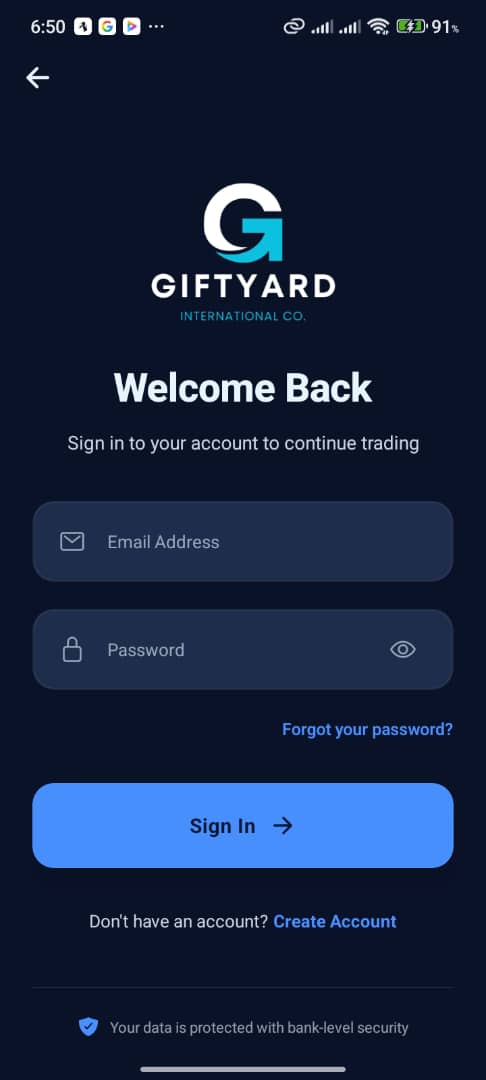 6:50 91%
GIFTYARD
INTERNATIONAL CO.
Welcome Back
Sign in to your account to continue trading
Email Address
Password
Forgot your password?
Sign In
Don't have an account? Create Account
Your data is protected with bank-level security